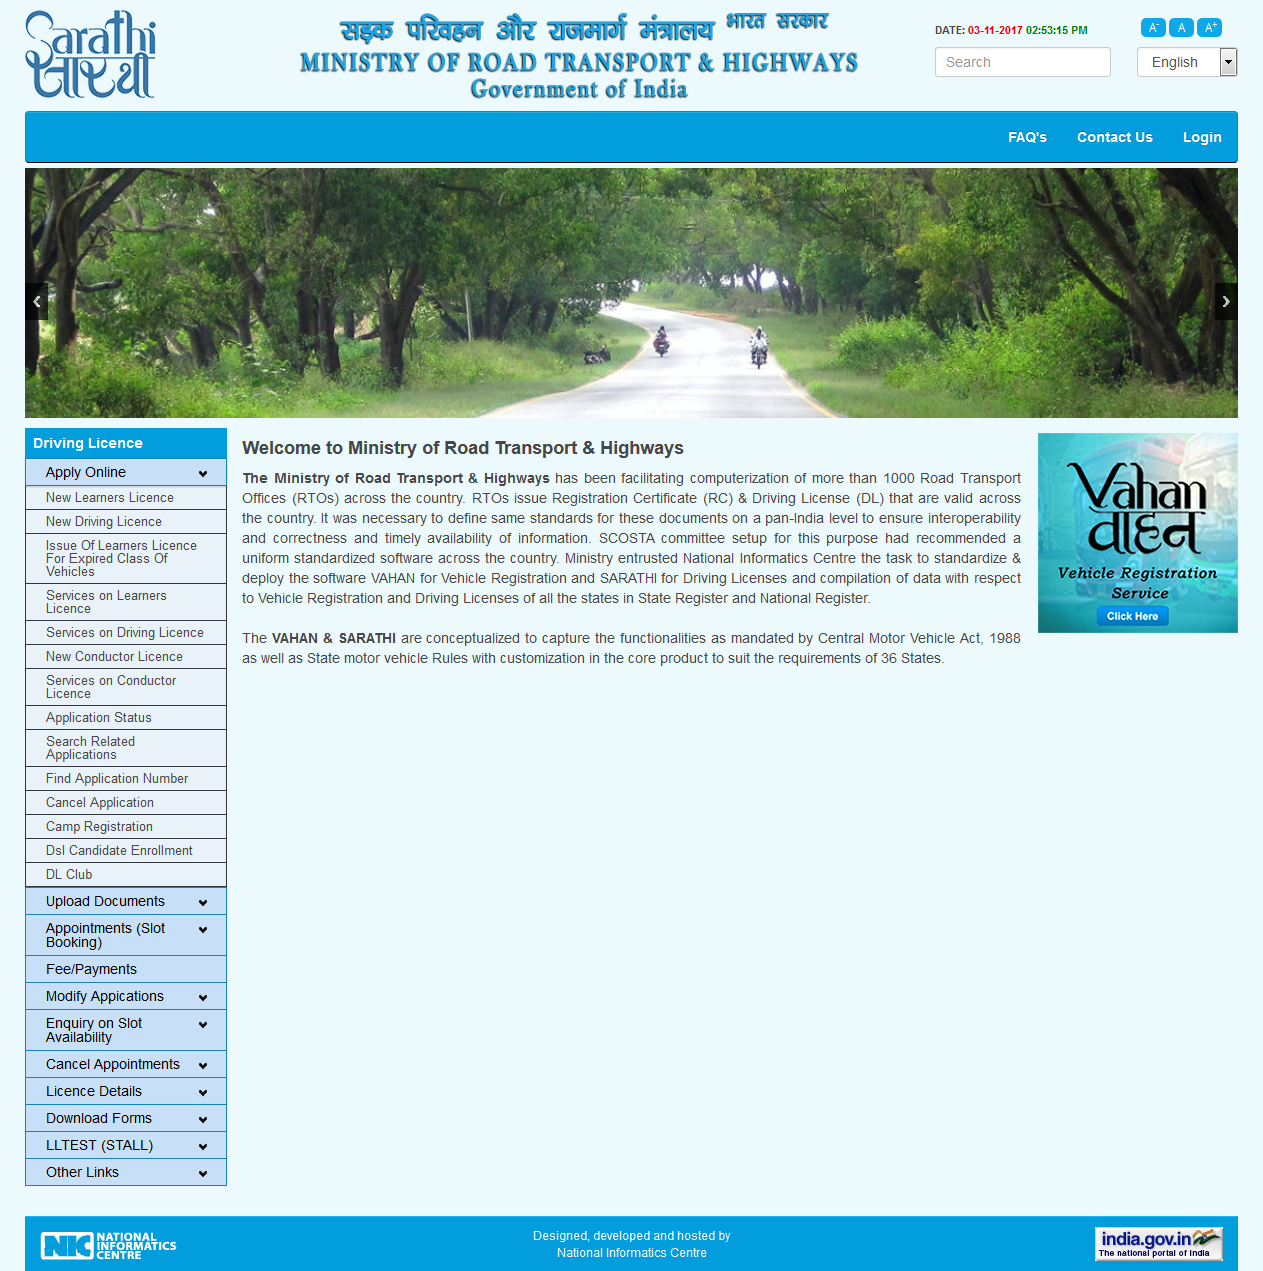 Sarathi
सारथी
सड़क परिवहन और राजमार्ग मंत्रालय भारत सरकार
MINISTRY OF ROAD TRANSPORT & HIGHWAYS
Government of India
DATE: 03-11-2017 02:53:15 PM
A- A A+
Search
English
FAQ's Contact Us Login
Driving Licence
Apply Online
New Learners Licence
New Driving Licence
Issue Of Learners Licence
For Expired Class Of
Vehicles
Services on Learners
Licence
Services on Driving Licence
New Conductor Licence
Services on Conductor
Licence
Application Status
Search Related
Applications
Find Application Number
Cancel Application
Camp Registration
Dsl Candidate Enrollment
DL Club
Upload Documents
Appointments (Slot
Booking)
Fee/Payments
Modify Appications
Enquiry on Slot
Availability
Cancel Appointments
Licence Details
Download Forms
LLTEST (STALL)
Other Links
Welcome to Ministry of Road Transport & Highways
The Ministry of Road Transport & Highways has been facilitating computerization of more than 1000 Road Transport
Offices (RTOs) across the country. RTOs issue Registration Certificate (RC) & Driving License (DL) that are valid across
the country. It was necessary to define same standards for these documents on a pan-India level to ensure interoperability
and correctness and timely availability of information. SCOSTA committee setup for this purpose had recommended a
uniform standardized software across the country. Ministry entrusted National Informatics Centre the task to standardize &
deploy the software VAHAN for Vehicle Registration and SARATHI for Driving Licenses and compilation of data with respect
to Vehicle Registration and Driving Licenses of all the states in State Register and National Register.
The VAHAN & SARATHI are conceptualized to capture the functionalities as mandated by Central Motor Vehicle Act, 1988
as well as State motor vehicle Rules with customization in the core product to suit the requirements of 36 States.
Vahan
वाहन
Vehicle Registration
Service
Click Here
NIC NATIONAL
INFORMATICS
CENTRE
Designed, developed and hosted by
National Informatics Centre
india.gov.in
The national portal of India